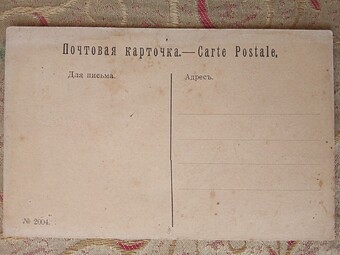 Почтовая карточка.—Carte Postale.
Для письма.
Адресъ.
№ 2004.